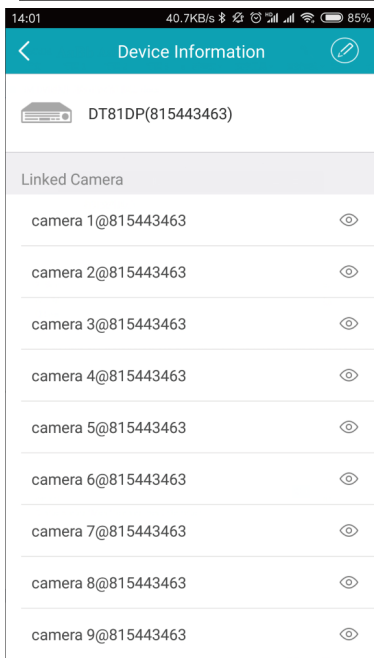 14:01 40.7KB/s 85%
Device Information
DT81DP(815443463)
Linked Camera
camera 1@815443463
camera 2@815443463
camera 3@815443463
camera 4@815443463
camera 5@815443463
camera 6@815443463
camera 7@815443463
camera 8@815443463
camera 9@815443463